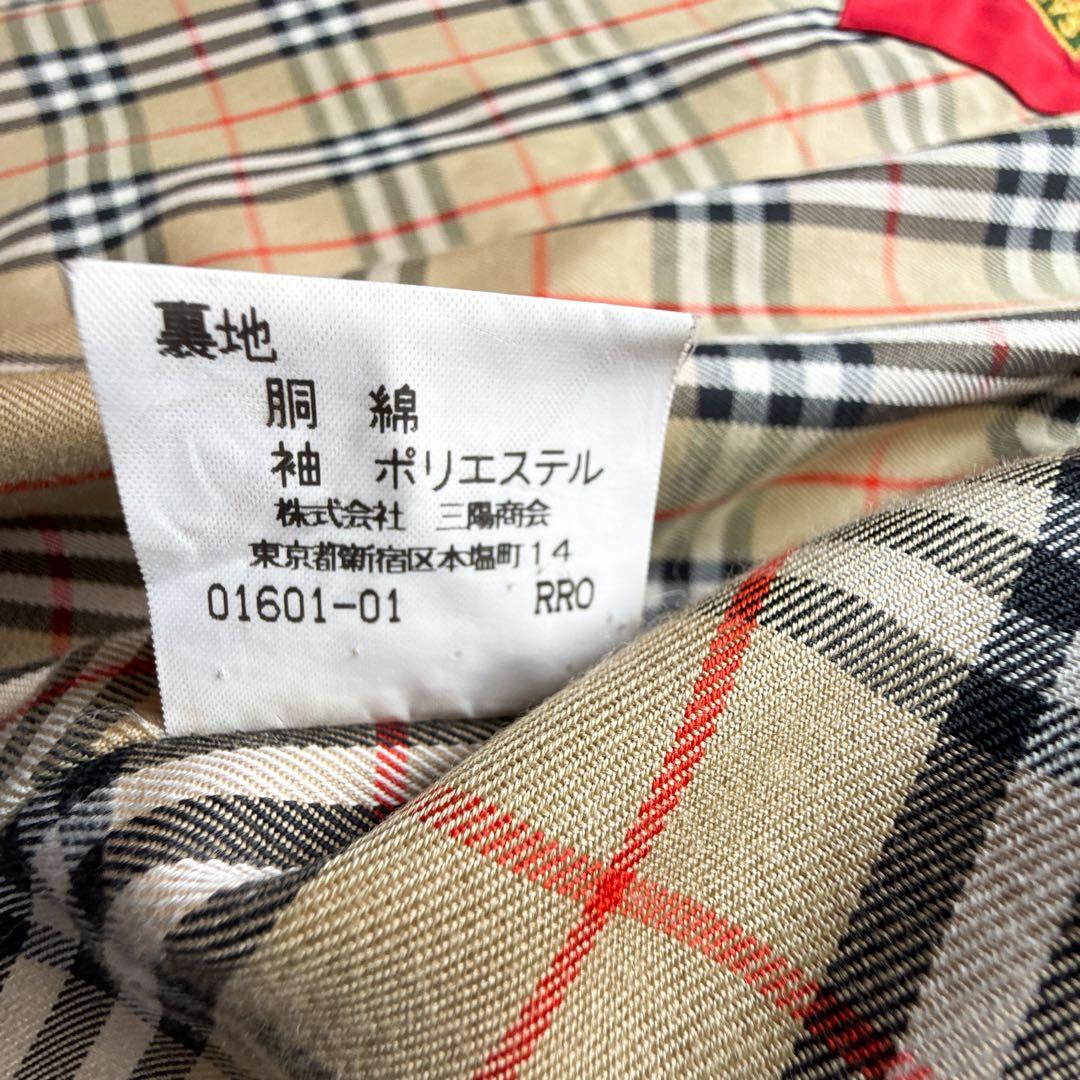 裏地
胴 綿
袖 ポリエステル
株式会社 三陽商会
東京都新宿区本塩町14
01601-01 RRO